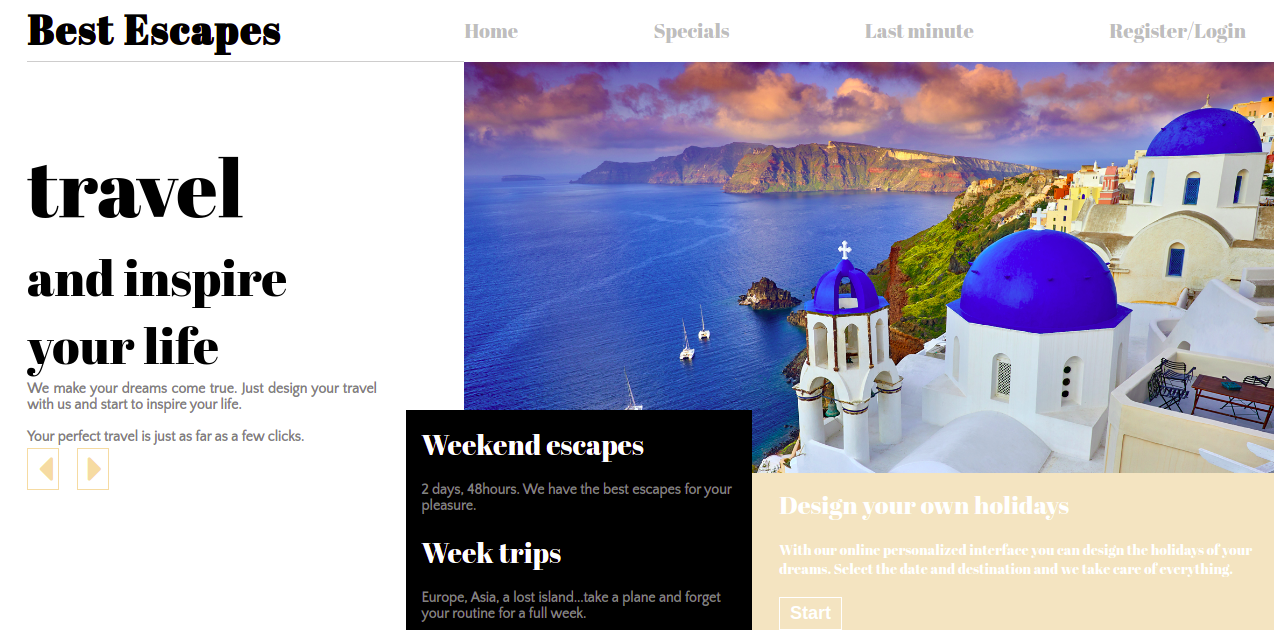 Best Escapes
Home
Specials
Last minute
Register/Login
travel
and inspire
your life
We make your dreams come true. Just design your travel
with us and start to inspire your life.
Your perfect travel is just as far as a few clicks.
Weekend escapes
2 days, 48hours. We have the best escapes for your
pleasure.
Week trips
Europe, Asia, a lost island...take a plane and forget
your routine for a full week.
Design your own holidays
With our online personalized interface you can design the holidays of your
dreams. Select the date and destination and we take care of everything.
Start